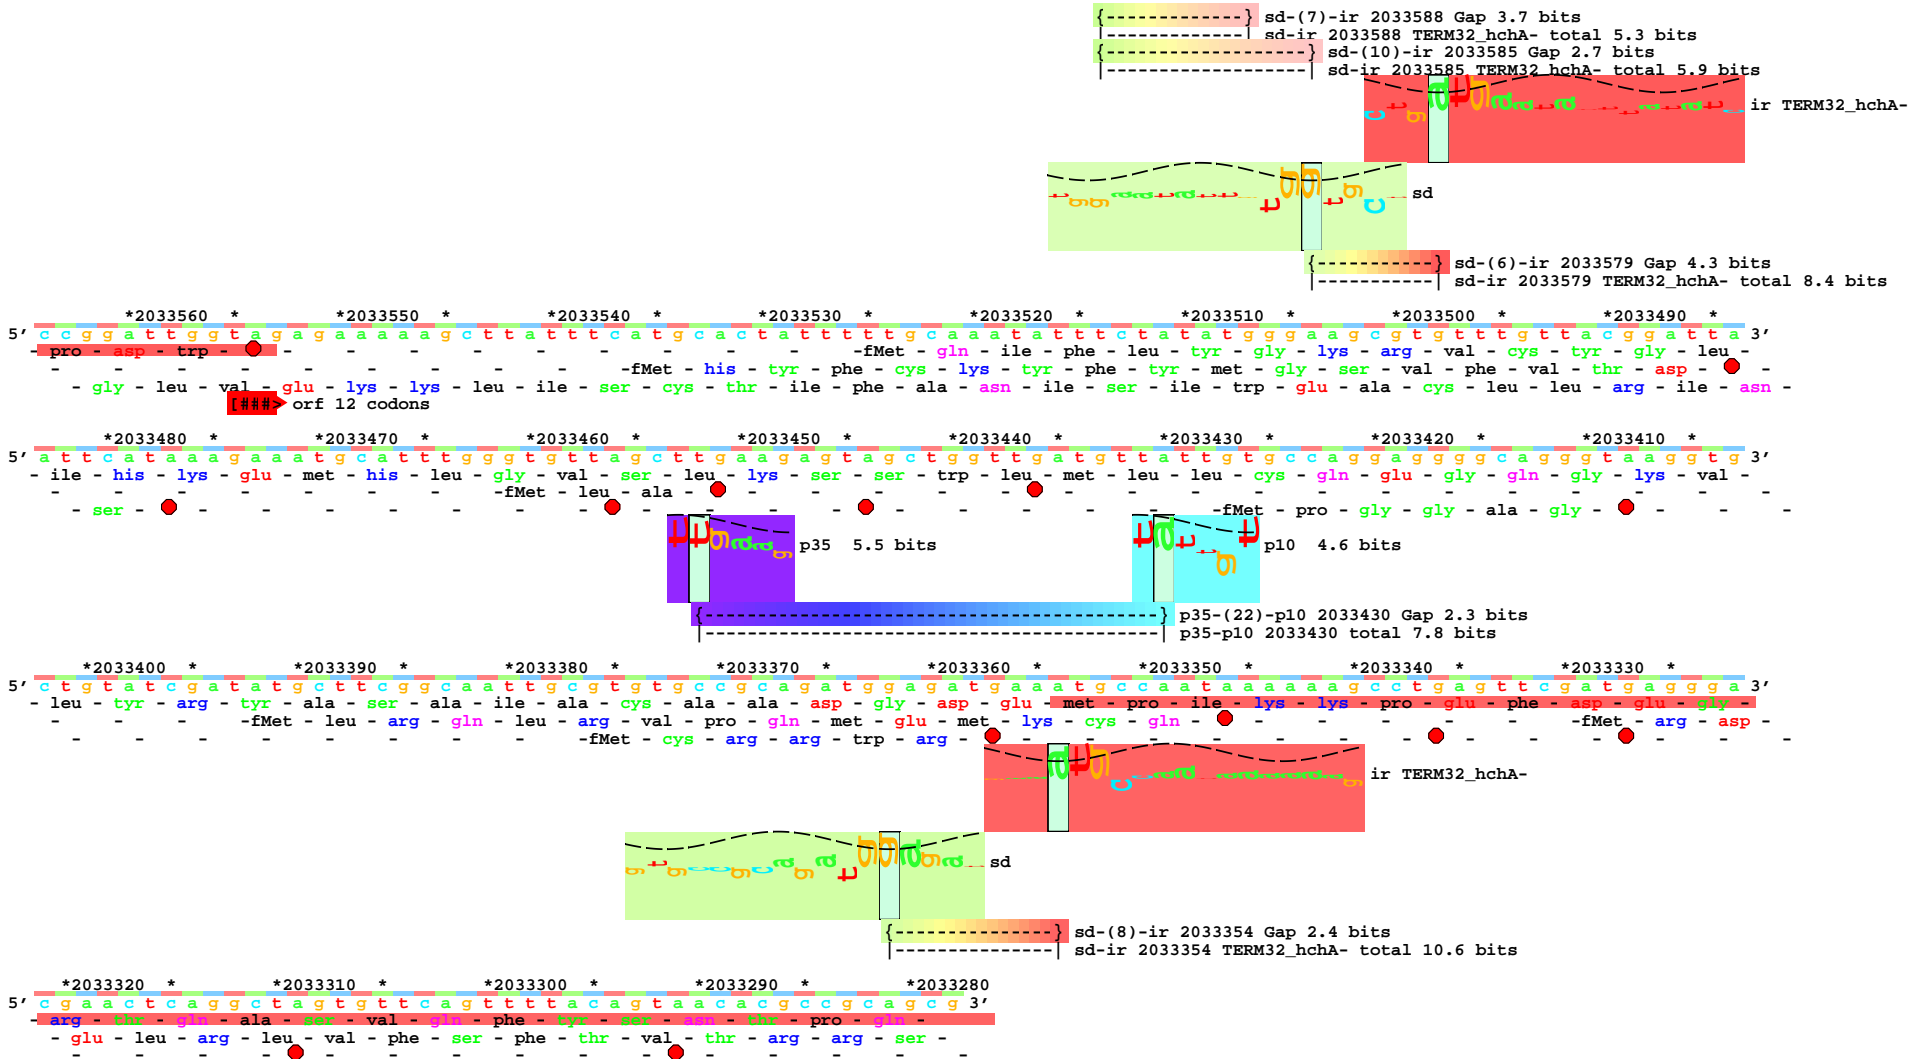 {--------------} sd-(7)-ir 2033588 Gap 3.7 bits
|--------------| sd-ir 2033588 TERM32_hchA- total 5.3 bits
{--------------------} sd-(10)-ir 2033585 Gap 2.7 bits
|--------------------| sd-ir 2033585 TERM32_hchA- total 5.9 bits
ir TERM32_hchA-
sd
{-----------} sd-(6)-ir 2033579 Gap 4.3 bits
|-----------| sd-ir 2033579 TERM32_hchA- total 8.4 bits
*2033560 * *2033550 * *2033540 * *2033530 * *2033520 * *2033510 * *2033500 * *2033490 *
5' c c g g a t t g g t a g a g a a a a a g c t t a t t t c a t g c a c t a t t t t t g c a a a t a t t t c t a t a t g g g a a g c g t g t t t g t t a c g g a t t a 3'
- pro - asp - trp - - - - - - - - - - -fMet - gln - ile - phe - leu - tyr - gly - lys - arg - val - cys - tyr - gly - leu -
- - - - - - - - - -fMet - his - tyr - phe - cys - lys - tyr - phe - tyr - met - gly - ser - val - phe - val - thr - asp - -
- gly - leu - val - glu - lys - lys - leu - ile - ser - cys - thr - ile - phe - ala - asn - ile - ser - ile - trp - glu - ala - cys - leu - leu - arg - ile - asn -
[###> orf 12 codons
*2033480 * *2033470 * *2033460 * *2033450 * *2033440 * *2033430 * *2033420 * *2033410 *
5' a t t c a t a a a g a a a t g c a t t t g g g t g t t a g c t t g a a g a g t a g c t g g t t g a t g t t a t t g t g c c a g g a g g g g c a g g g t a a g g t g 3'
- ile - his - lys - glu - met - his - leu - gly - val - ser - leu - lys - ser - ser - trp - leu - met - leu - leu - cys - gln - glu - gly - gln - gly - lys - val -
- - - - - - - -fMet - leu - ala - - - - - - - - - - - - - - - - -
- ser - - - - - - - - - - - - - - - - - -fMet - pro - gly - gly - ala - gly - - - -
p35 5.5 bits
p10 4.6 bits
{--------------------------------------------} p35-(22)-p10 2033430 Gap 2.3 bits
|--------------------------------------------| p35-p10 2033430 total 7.8 bits
*2033400 * *2033390 * *2033380 * *2033370 * *2033360 * *2033350 * *2033340 * *2033330 *
5' c t g t a t c g a t a t g c t t c g g c a a t t g c g t g t g c c g c a g a t g g a g a t g a a a t g c c a a t a a a a a a g c c t g a g t t c g a t g a g g g a 3'
- leu - tyr - arg - tyr - ala - ser - ala - ile - ala - cys - ala - ala - asp - gly - asp - glu - met - pro - ile - lys - lys - pro - glu - phe - asp - glu - gly -
- - - -fMet - leu - arg - gln - leu - arg - val - pro - gln - met - glu - met - lys - cys - gln - - - - - - -fMet - arg - asp -
- - - - - - - - -fMet - cys - arg - arg - trp - arg - - - - - - - - - - - - -
ir TERM32_hchA-
sd
{---------------} sd-(8)-ir 2033354 Gap 2.4 bits
|---------------| sd-ir 2033354 TERM32_hchA- total 10.6 bits
*2033320 * *2033310 * *2033300 * *2033290 * *2033280
5' c g a a c t c a g g c t a g t g t t c a g t t t t a c a g t a a c a c g c c g c a g c g 3'
- arg - thr - gln - ala - ser - val - gln - phe - tyr - ser - asn - thr - pro - gln -
- glu - leu - arg - leu - val - phe - ser - phe - thr - val - thr - arg - arg - ser -
- - - - - - - - - - - - - -